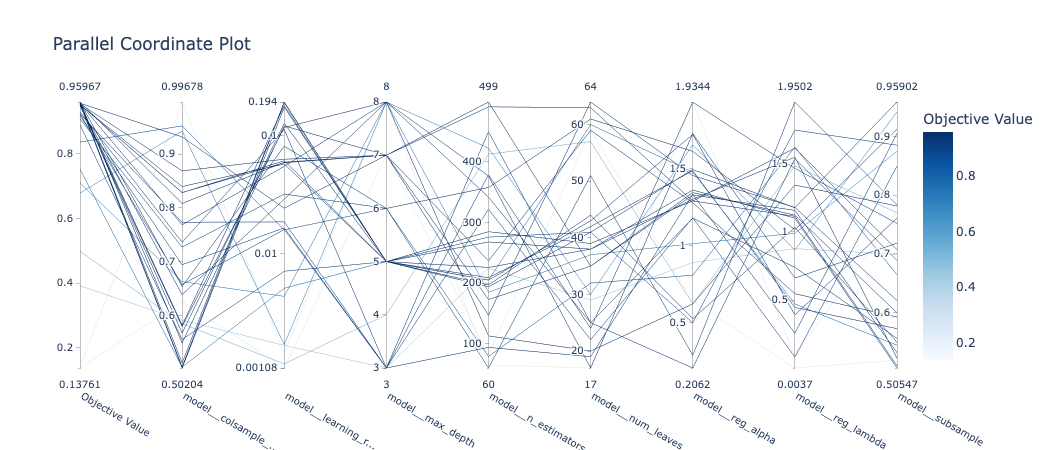 Parallel Coordinate Plot
0.95967 0.99678 0.194 8 499 64 1.9344 1.9502 0.95902
Objective Value
0.8 0.6 0.4 0.2
0.9 0.8 0.7 0.6
0.1 0.01 0.00108
8 7 6 5 4 3
400 300 200 100
60 50 40 30 20
1.5 1 0.5
1.5 1 0.5
0.9 0.8 0.7 0.6
0.8 0.6 0.4 0.2
0.13761 0.50204 3 60 17 0.2062 0.0037 0.50547
Objective Value
model__colsample_…
model__learning_r…
model__max_depth
model__n_estimators
model__num_leaves
model__reg_alpha
model__reg_lambda
model__subsample